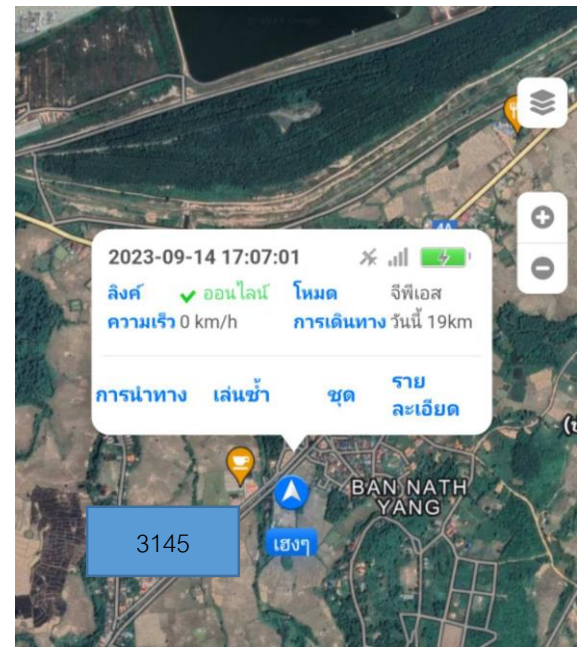 4A
2023-09-14 17:07:01
ลิงค์ ออนไลน์ โหมด จีพีเอส
ความเร็ว 0 km/h การเดินทาง วันนี้ 19km
การนำทาง เล่นซ้ำ ชุด ราย
ละเอียด
BAN NATH
YANG
3145
เฮงๆ